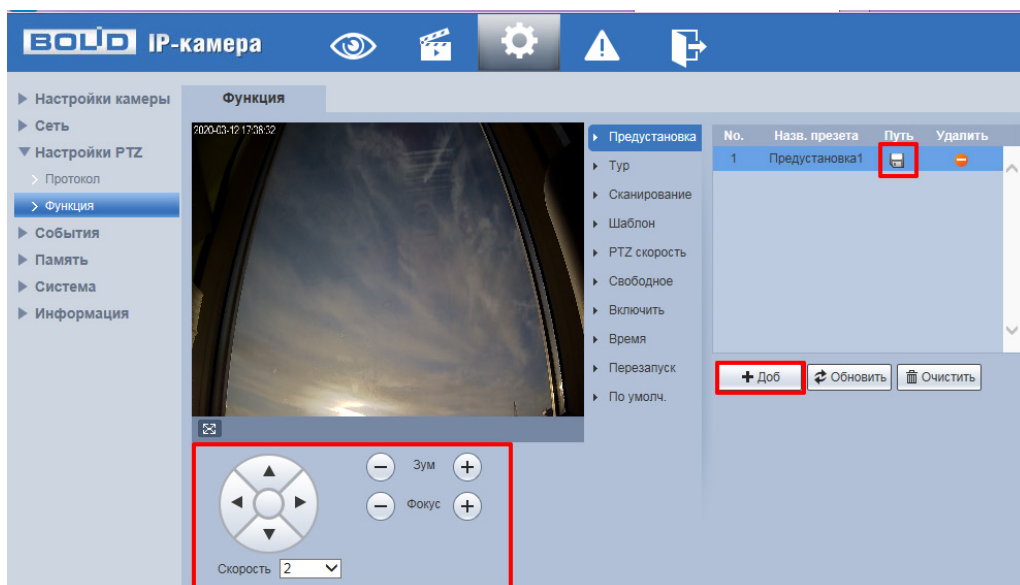 BOLID IP-камера
Настройки камеры
Сеть
Настройки PTZ
Протокол
Функция
События
Память
Система
Информация
Функция
2020-03-12 17:38:32
Предустановка
Тур
Сканирование
Шаблон
PTZ скорость
Свободное
Включить
Время
Перезапуск
По умолч.
No. Назв. презета Путь Удалить
1 Предустановка1
Доб Обновить Очистить
Зум
Фокус
Скорость 2